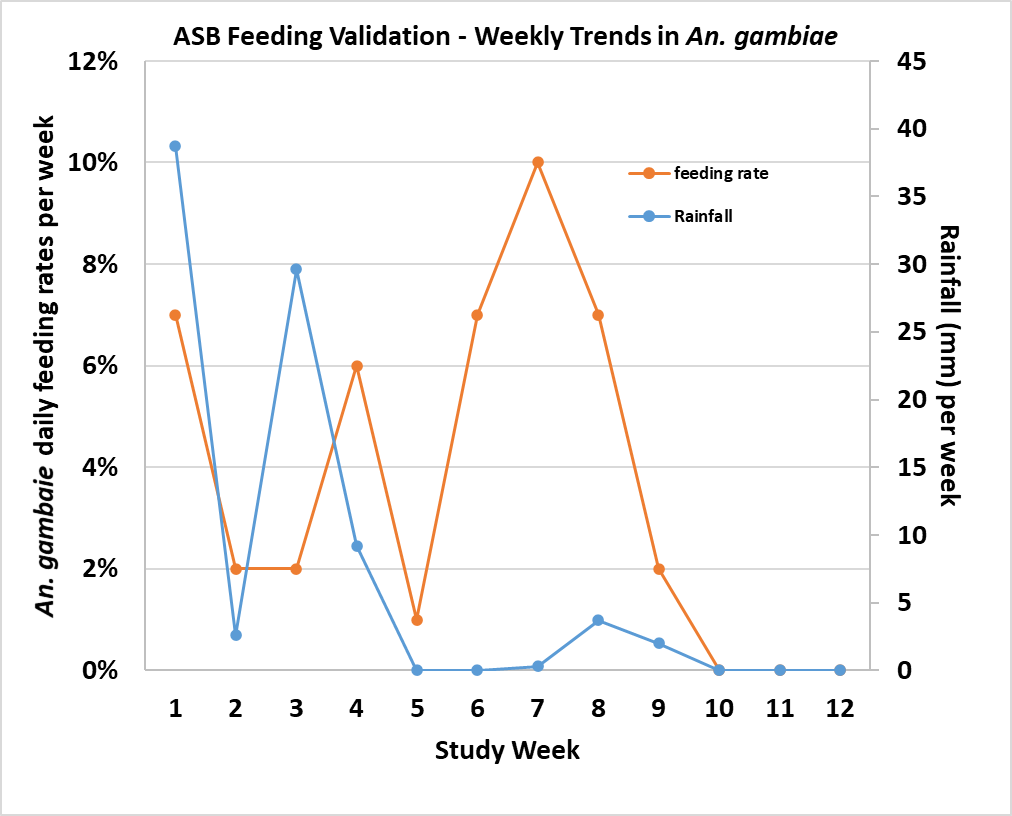 ASB Feeding Validation - Weekly Trends in An. gambiae
An. gambaie daily feeding rates per week
12%
10%
8%
6%
4%
2%
0%
feeding rate
Rainfall
45
40
35
30
25
20
15
10
5
0
Rainfall (mm) per week
1 2 3 4 5 6 7 8 9 10 11 12
Study Week